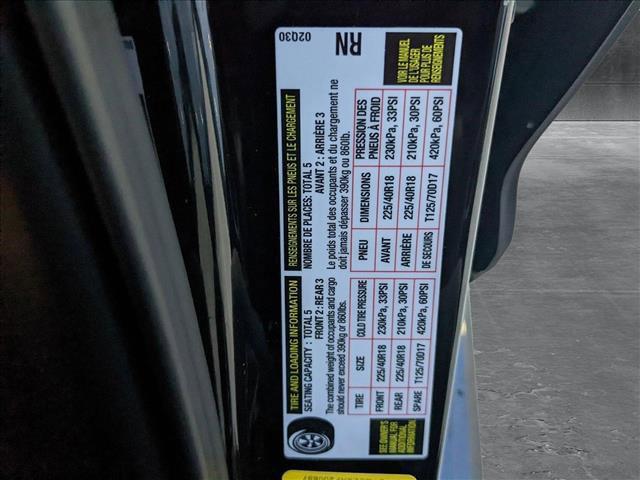 TIRE AND LOADING INFORMATION
SEATING CAPACITY : TOTAL 5
FRONT 2 : REAR 3
The combined weight of occupants and cargo
should never exceed 390kg or 860lbs.
TIRE SIZE COLD TIRE PRESSURE
FRONT 225/40R18 230kPa, 33PSI
REAR 225/40R18 210kPa, 30PSI
SPARE T125/70D17 420kPa, 60PSI
SEE OWNER'S
MANUAL FOR
ADDITIONAL
INFORMATION
RENSEIGNEMENTS SUR LES PNEUS ET LE CHARGEMENT
NOMBRE DE PLACES: TOTAL 5
AVANT 2 : ARRIÈRE 3
Le poids total des occupants et du chargement ne
doit jamais dépasser 390kg ou 860lb.
PNEU DIMENSIONS PRESSION DES
PNEUS À FROID
AVANT 225/40R18 230kPa, 33PSI
ARRIÈRE 225/40R18 210kPa, 30PSI
DE SECOURS T125/70D17 420kPa, 60PSI
VOIR LE MANUEL
DE L'USAGER
POUR PLUS DE
RENSEIGNEMENTS
02Q30
RN